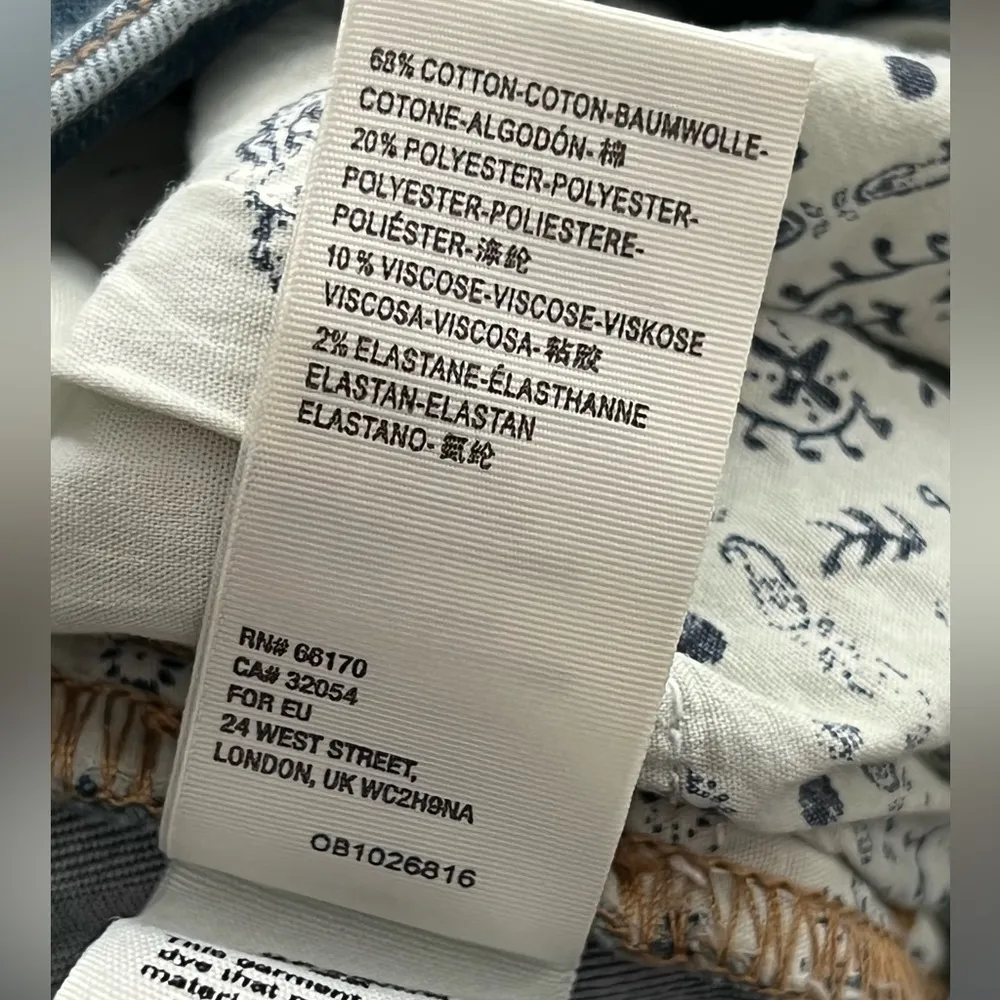 68% COTTON-COTON-BAUMWOLLE-
COTONE-ALGODÓN-棉
20% POLYESTER-POLYESTER-
POLYESTER-POLIESTERE-
POLIÉSTER-涤纶
10 % VISCOSE-VISCOSE-VISKOSE
VISCOSA-VISCOSA-粘胶
2% ELASTANE-ÉLASTHANNE
ELASTAN-ELASTAN
ELASTANO-氨纶
RN# 66170
CA# 32054
FOR EU
24 WEST STREET,
LONDON, UK WC2H9NA
OB1026816
This garment
dye that